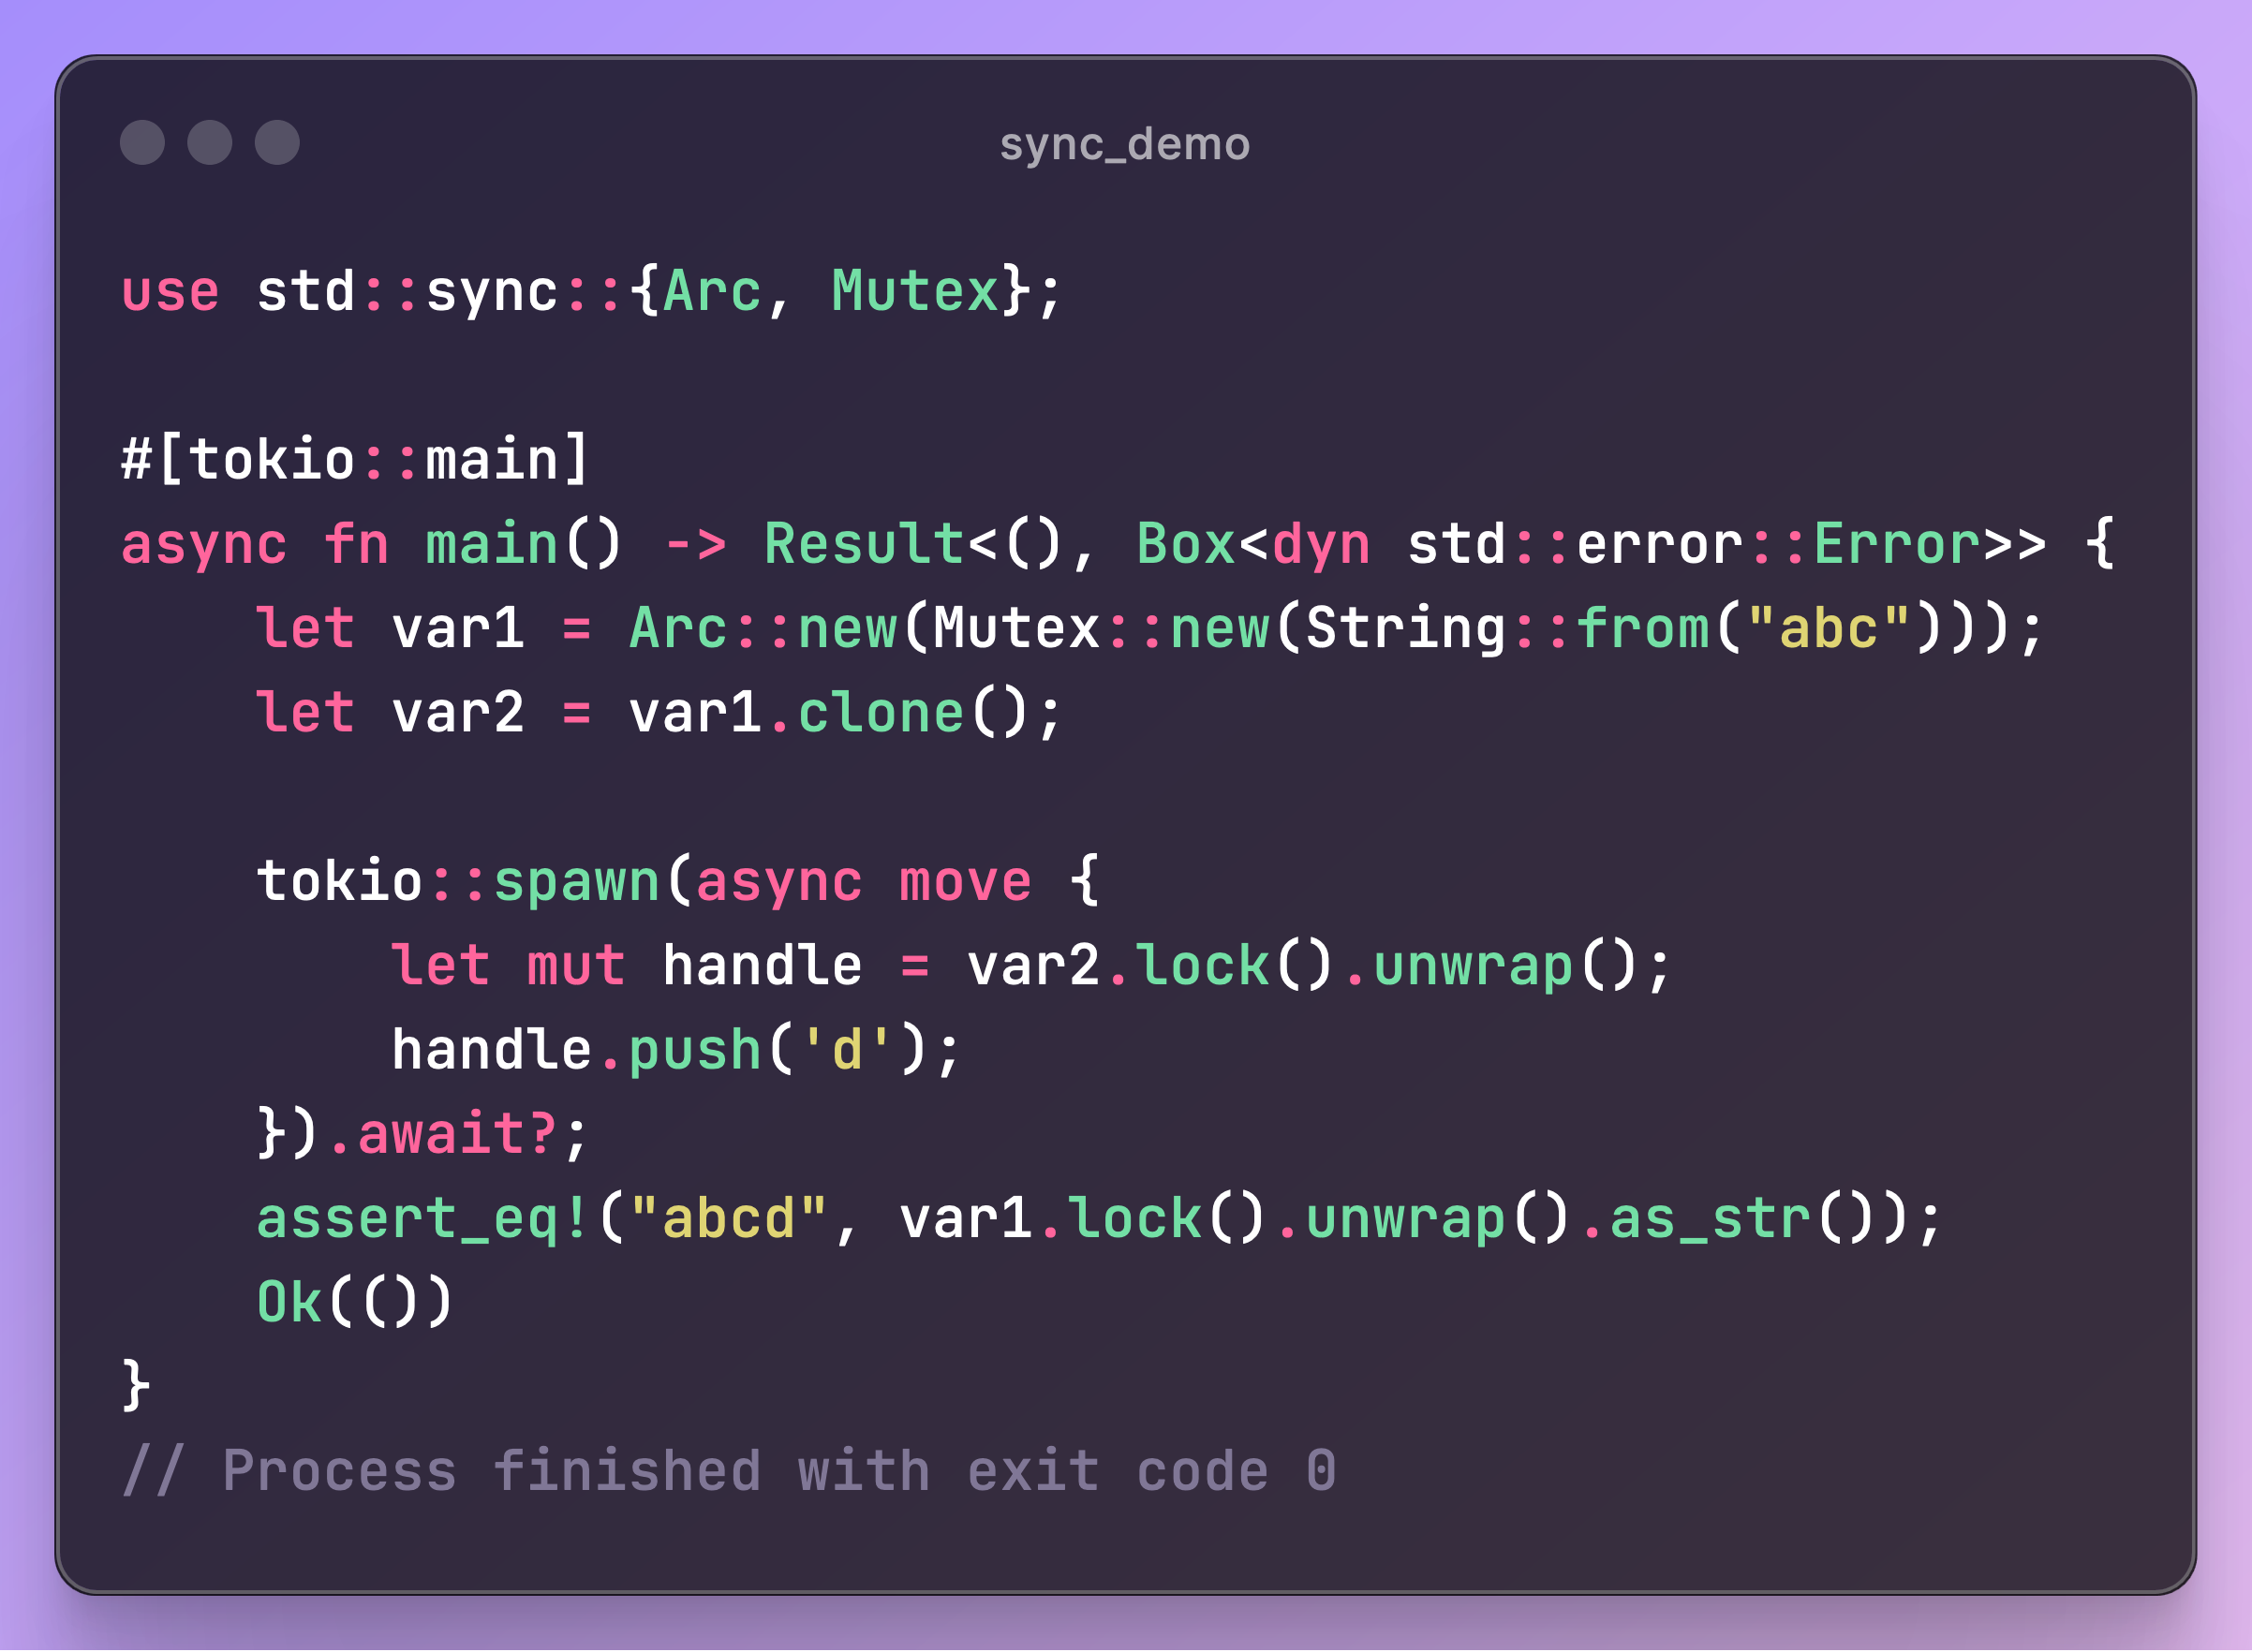 sync_demo
use std::sync::{Arc, Mutex};
#[tokio::main]
async fn main() -> Result<(), Box<dyn std::error::Error>> {
    let var1 = Arc::new(Mutex::new(String::from("abc")));
    let var2 = var1.clone();
    tokio::spawn(async move {
        let mut handle = var2.lock().unwrap();
        handle.push('d');
    }).await?;
    assert_eq!("abcd", var1.lock().unwrap().as_str());
    Ok(())
}
// Process finished with exit code 0